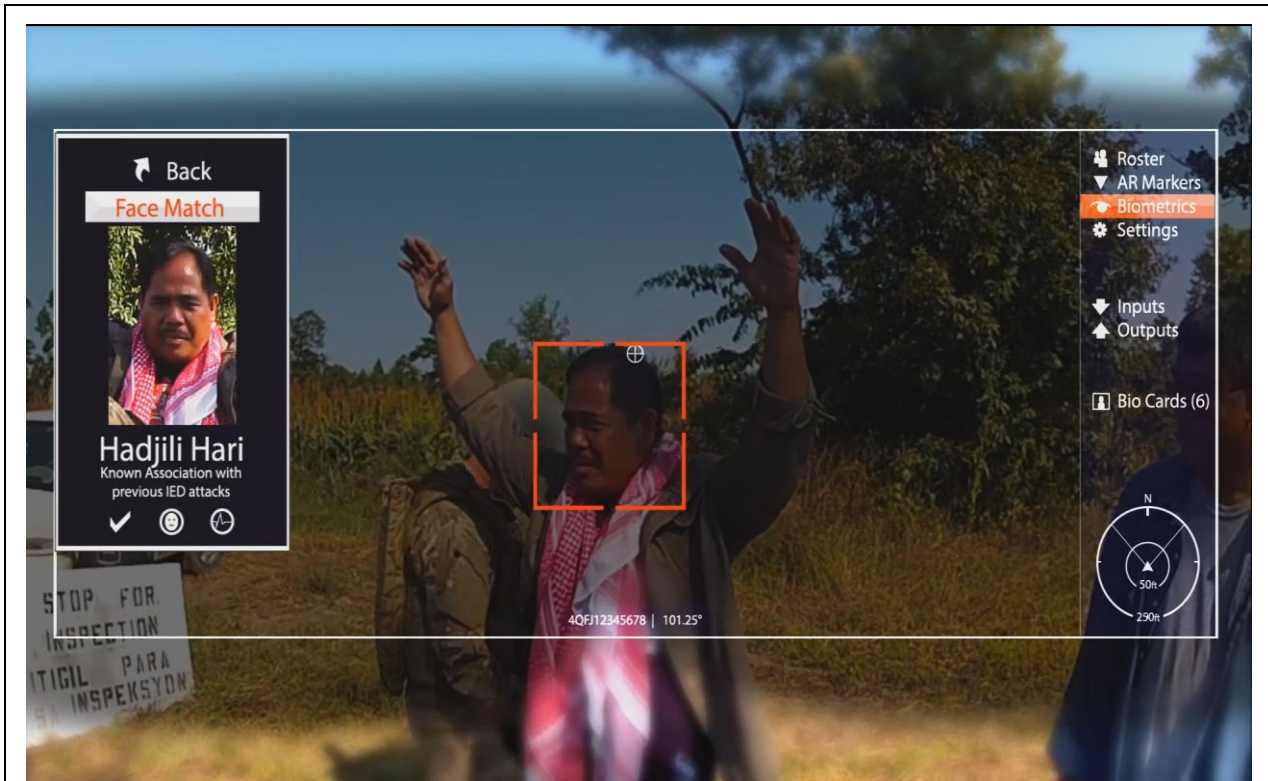 Back
Face Match
Hadjili Hari
Known Association with
previous IED attacks
Roster
AR Markers
Biometrics
Settings
Inputs
Outputs
Bio Cards (6)
N
50ft
250ft
4QFJ12345678 | 101.25°
STOP FOR
INSPECTION
ITIGIL PARA
SA INSPEKSYON